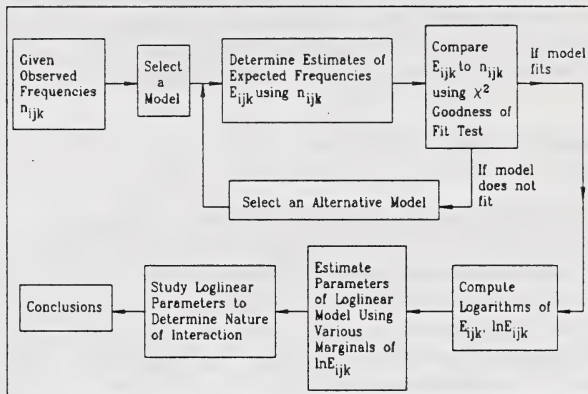 Given
Observed
Frequencies
n_ijk
Select
a
Model
Determine Estimates of
Expected Frequencies
E_ijk using n_ijk
Compare
E_ijk to n_ijk
using χ²
Goodness of
Fit Test
If model
fits
If model
does not
fit
Select an Alternative Model
Compute
Logarithms of
E_ijk, lnE_ijk
Estimate
Parameters
of Loglinear
Model Using
Various
Marginals of
lnE_ijk
Study Loglinear
Parameters to
Determine Nature of
Interaction
Conclusions